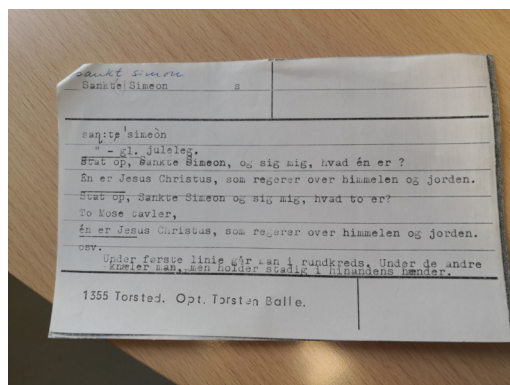 sankt simon
Sankte Simeon s
san:tə 'simeòn
" - gl. juleleg.
Stat op, Sankte Simeon, og sig mig, hvad én er ?
Én er Jesus Christus, som regerer over himmelen og jorden.
Stat op, Sankte Simeon og sig mig, hvad to er?
To Mose tavler,
én er Jesus Christus, som regerer over himmelen og jorden.
osv.
Under første linie går man i rundkreds. Under de andre
knæler man, men holder stadig i hinandens hænder.
1355 Torsted. Opt. Torsten Balle.